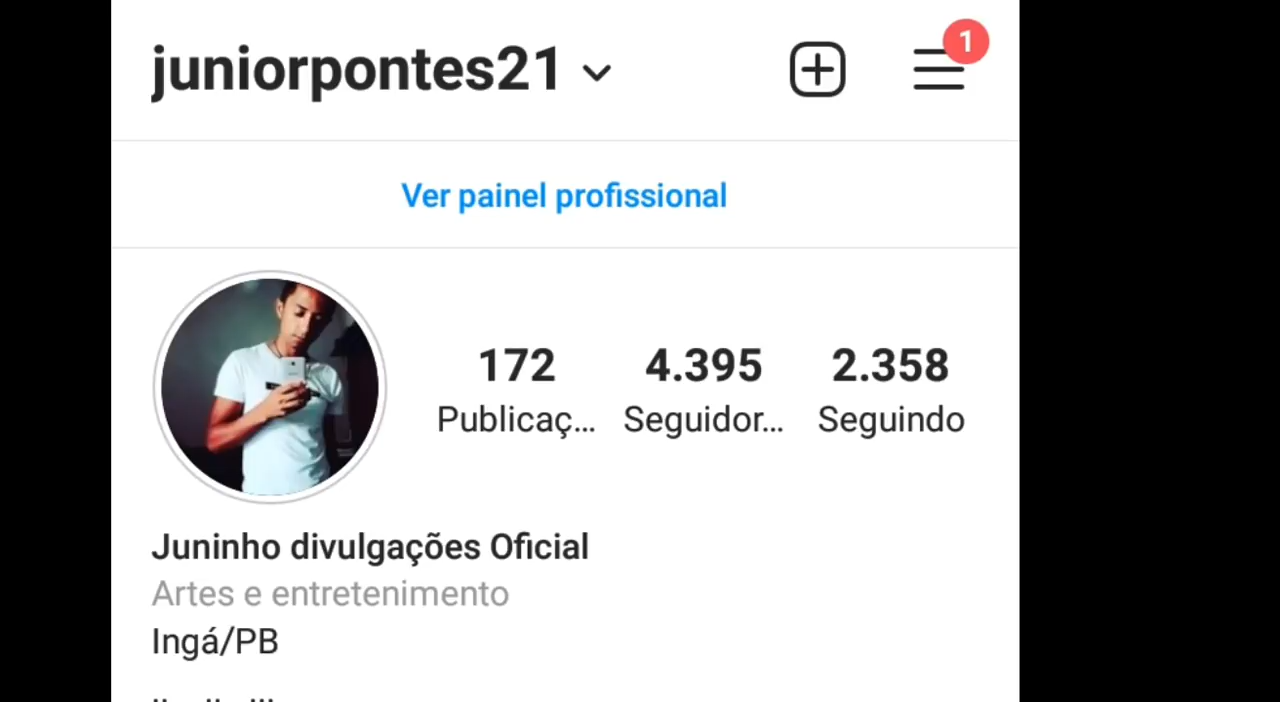 juniorpontes21
1
Ver painel profissional
172 4.395 2.358
Publicaç... Seguidor... Seguindo
Juninho divulgações Oficial
Artes e entretenimento
Ingá/PB